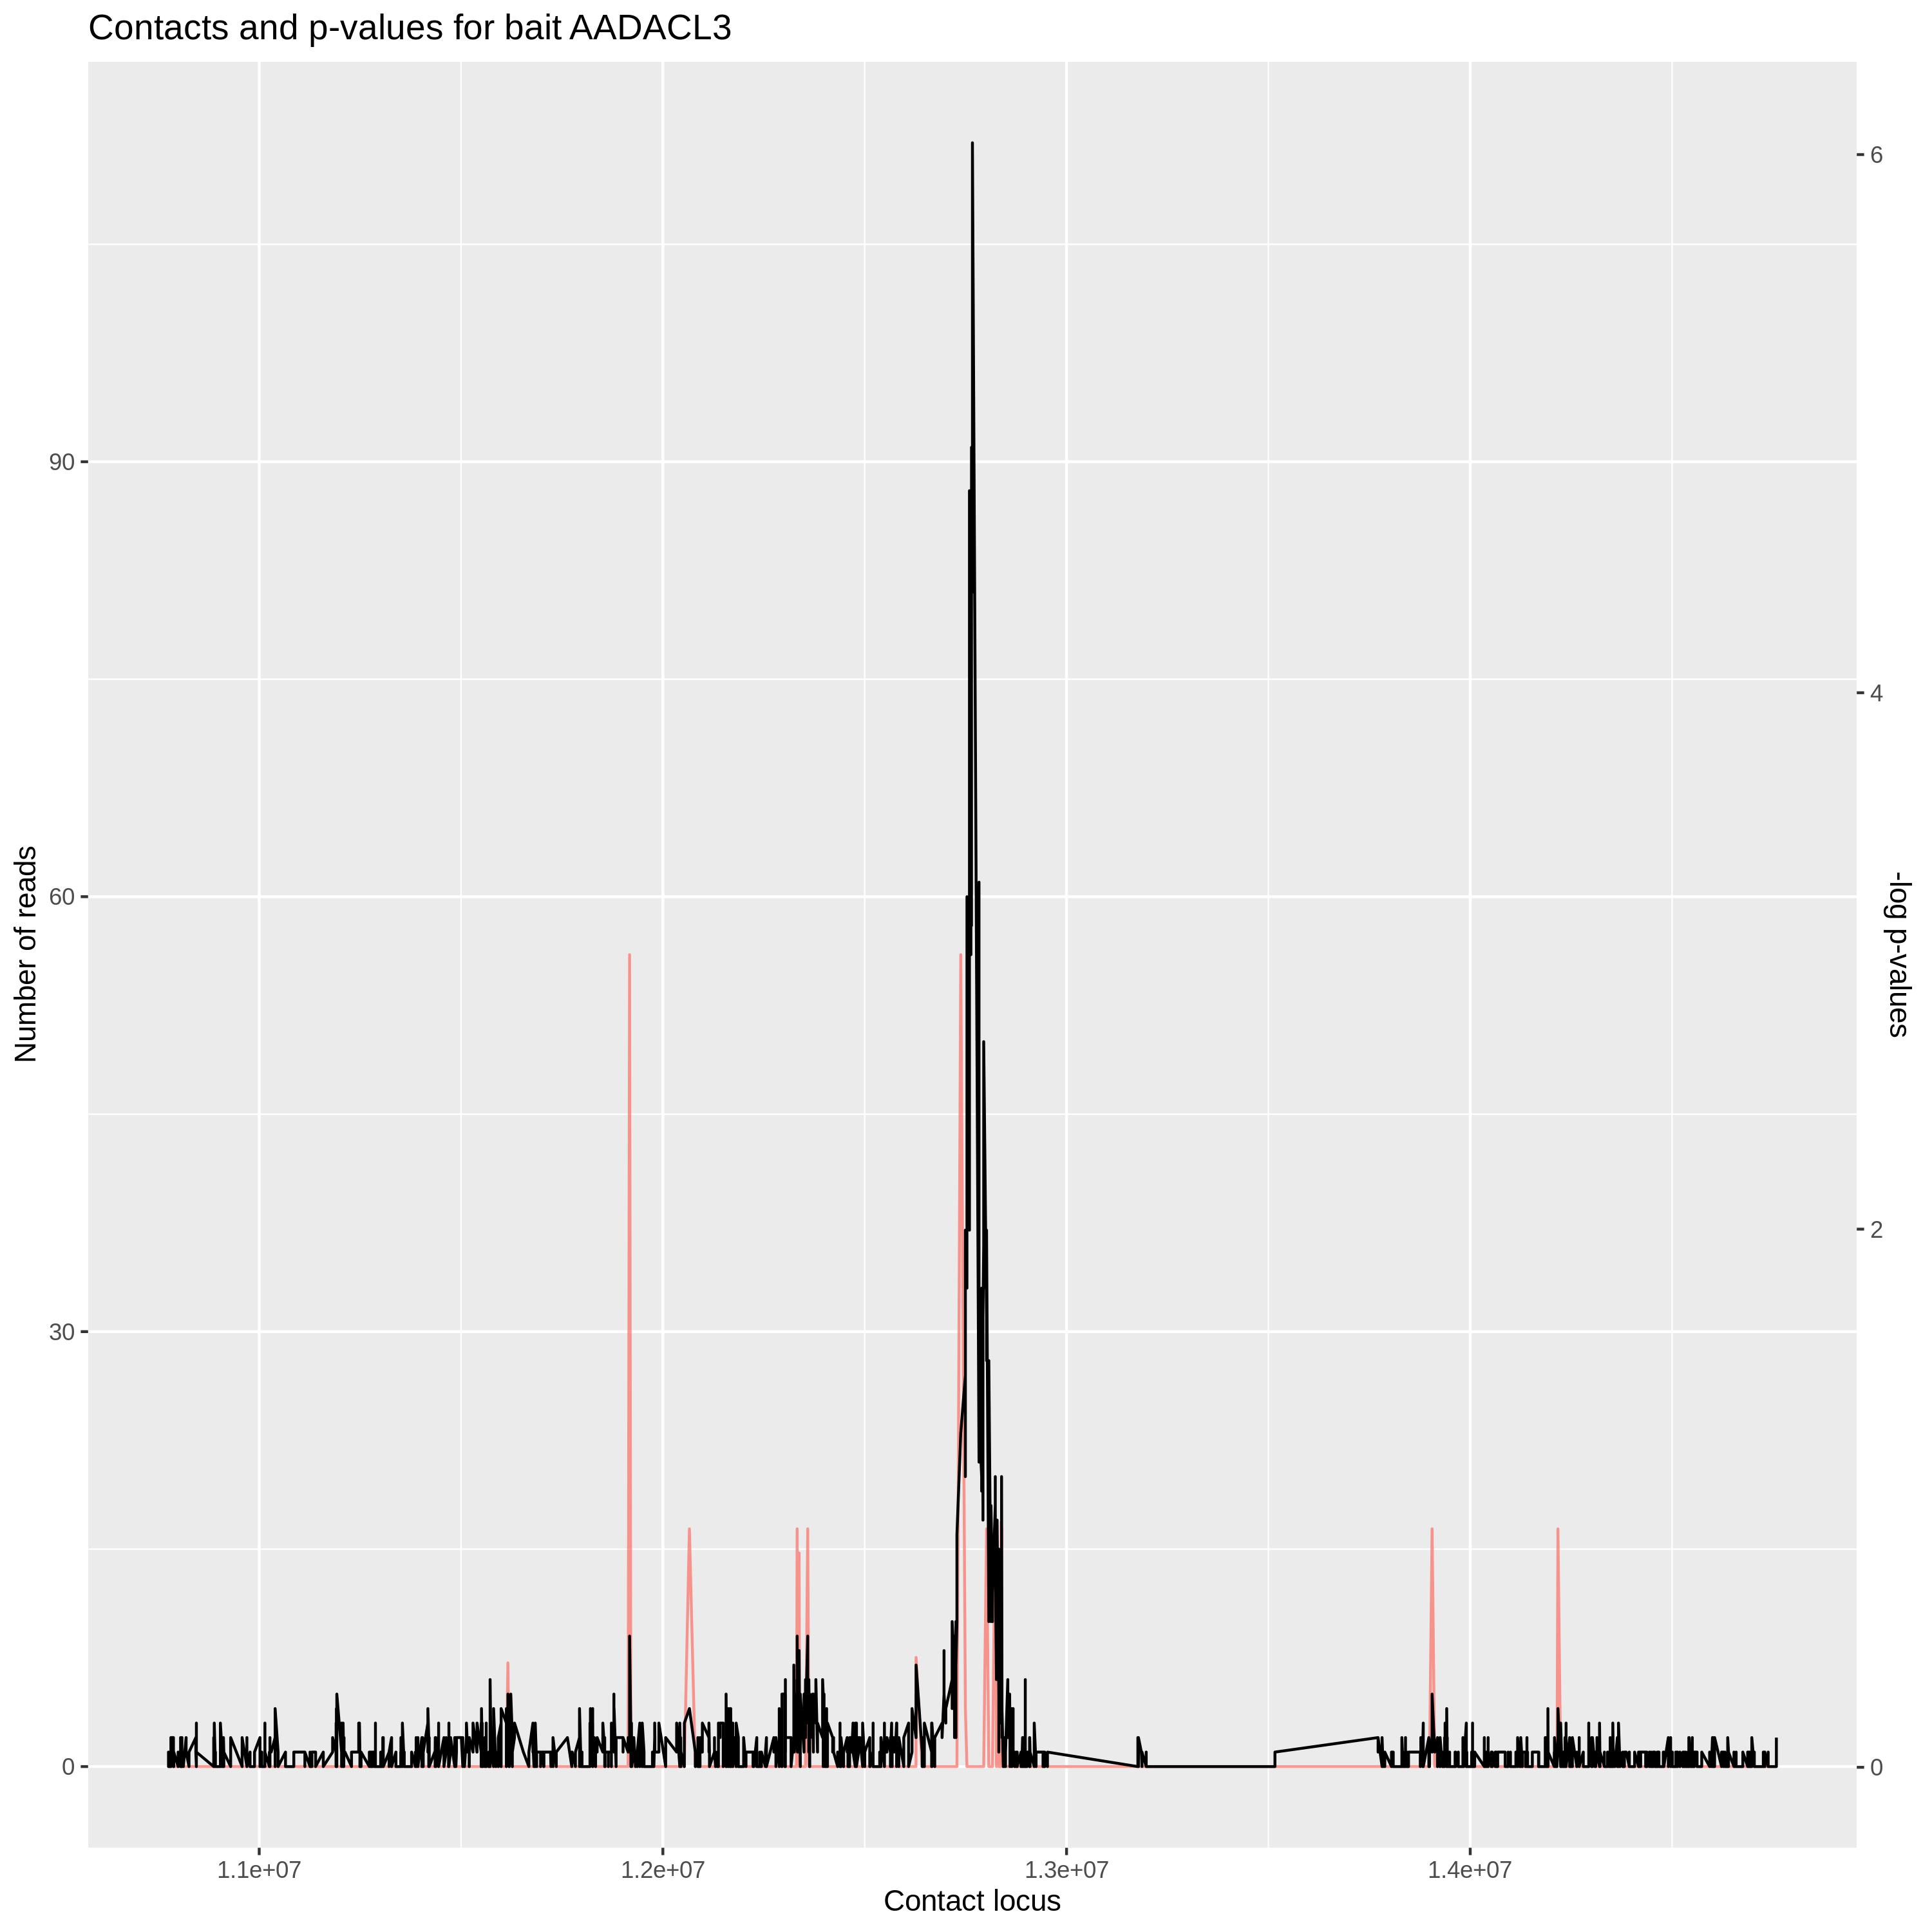 Contacts and p-values for bait AADACL3
Number of reads
90
60
30
0
6
4
2
0
-log p-values
1.1e+07
1.2e+07
1.3e+07
1.4e+07
Contact locus